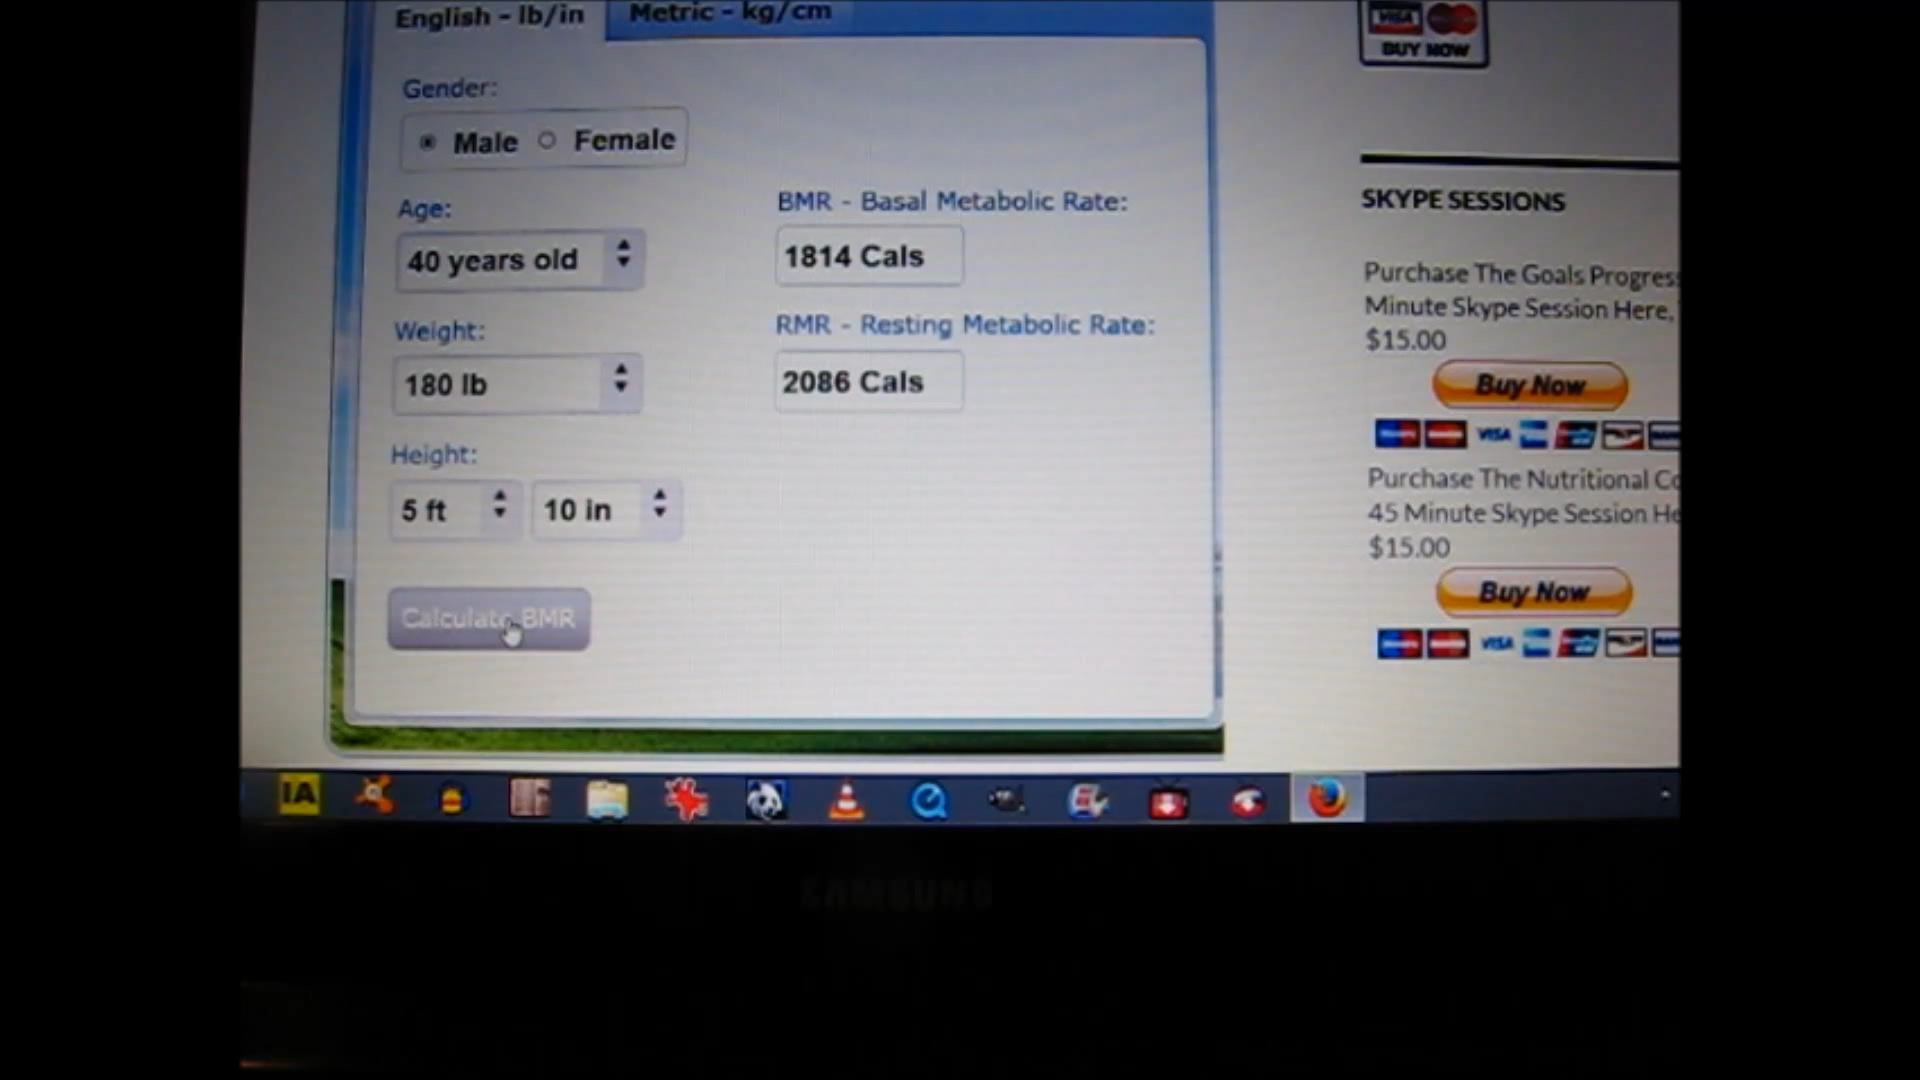 English - lb/in
Metric - kg/cm
Gender:
Male
Female
Age:
40 years old
Weight:
180 lb
Height:
5 ft
10 in
Calculate BMR
BMR - Basal Metabolic Rate:
1814 Cals
RMR - Resting Metabolic Rate:
2086 Cals
VISA
BUY NOW
SKYPE SESSIONS
Purchase The Goals Progress
Minute Skype Session Here,
$15.00
Buy Now
VISA
Purchase The Nutritional
45 Minute Skype Session
$15.00
Buy Now
VISA
IA
SAMSUNG